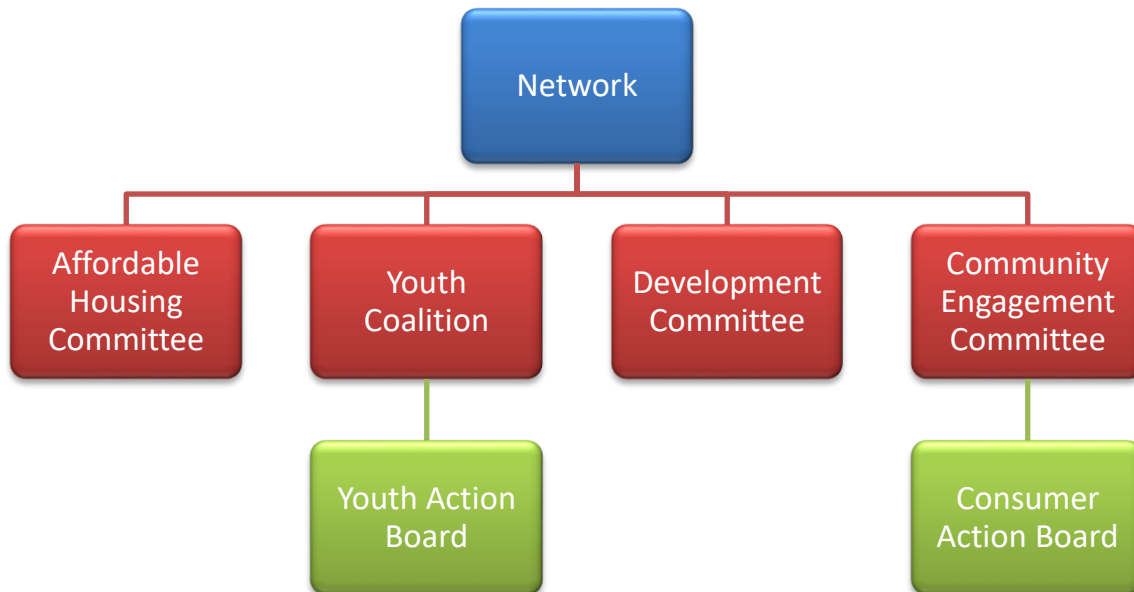 Network
Affordable
Housing
Committee
Youth
Coalition
Development
Committee
Community
Engagement
Committee
Youth Action
Board
Consumer
Action Board